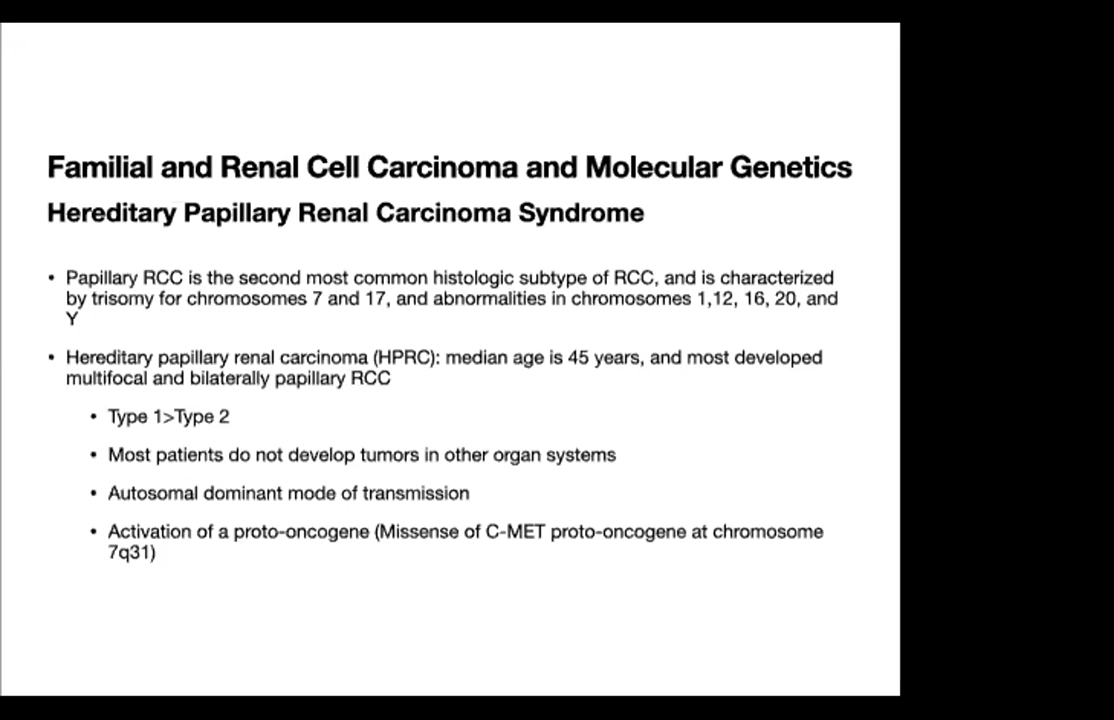 Familial and Renal Cell Carcinoma and Molecular Genetics
Hereditary Papillary Renal Carcinoma Syndrome
• Papillary RCC is the second most common histologic subtype of RCC, and is characterized
by trisomy for chromosomes 7 and 17, and abnormalities in chromosomes 1,12, 16, 20, and
Y
• Hereditary papillary renal carcinoma (HPRC): median age is 45 years, and most developed
multifocal and bilaterally papillary RCC
• Type 1>Type 2
• Most patients do not develop tumors in other organ systems
• Autosomal dominant mode of transmission
• Activation of a proto-oncogene (Missense of C-MET proto-oncogene at chromosome
7q31)